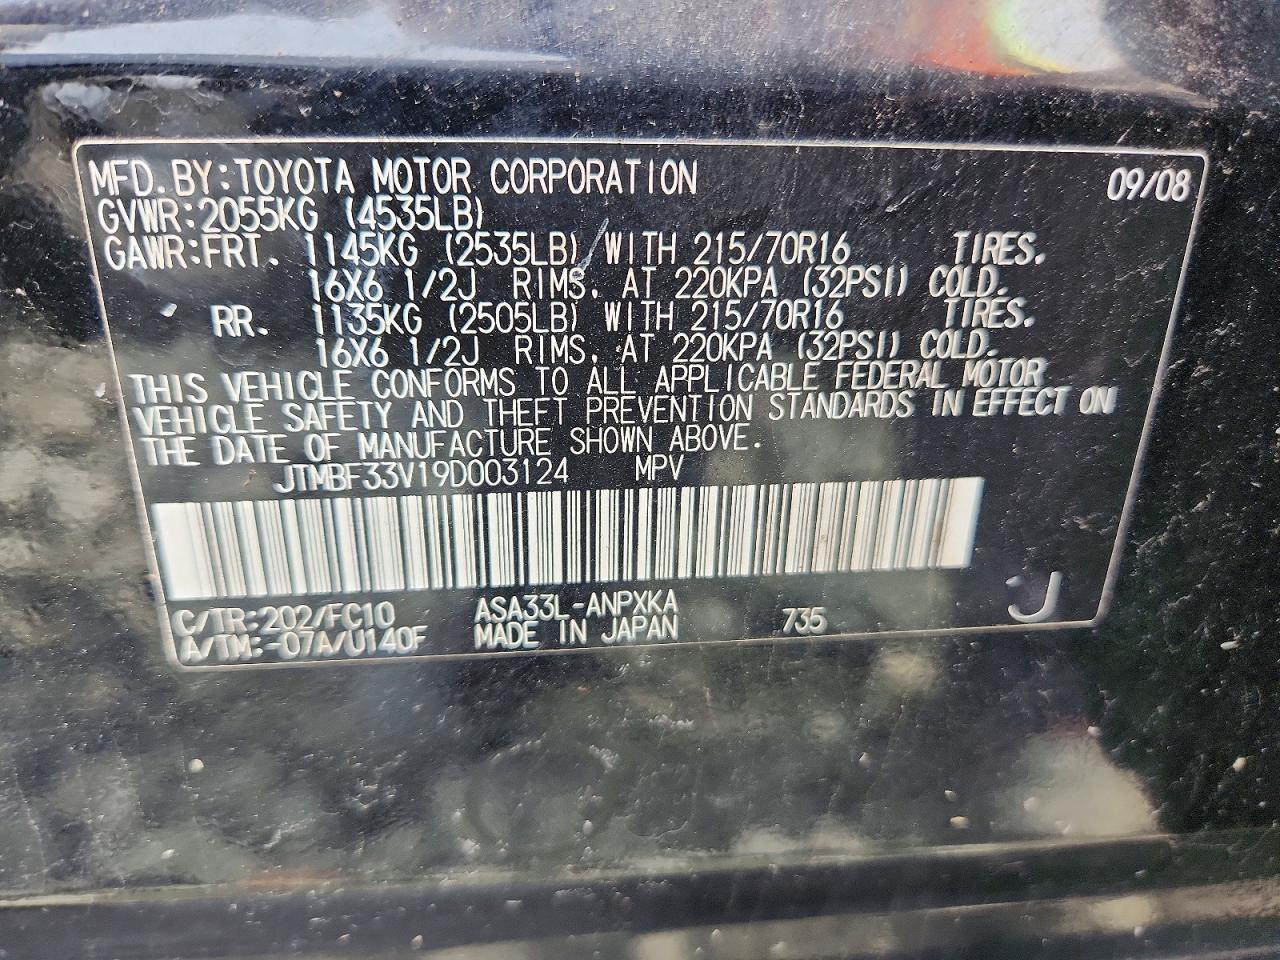 MFD. BY: TOYOTA MOTOR CORPORATION 09/08
GVWR: 2055KG (4535LB)
GAWR: FRT. 1145KG (2535LB) WITH 215/70R16 TIRES.
16X6 1/2J RIMS, AT 220KPA (32PSI) COLD.
RR. 1135KG (2505LB) WITH 215/70R16 TIRES.
16X6 1/2J RIMS, AT 220KPA (32PSI) COLD.
THIS VEHICLE CONFORMS TO ALL APPLICABLE FEDERAL MOTOR
VEHICLE SAFETY AND THEFT PREVENTION STANDARDS IN EFFECT ON
THE DATE OF MANUFACTURE SHOWN ABOVE.
JTMBF33V19D003124 MPV
C/TR: 202/FC10 ASA33L-ANPXKA 735 J
A/TM: -07A/U140F MADE IN JAPAN